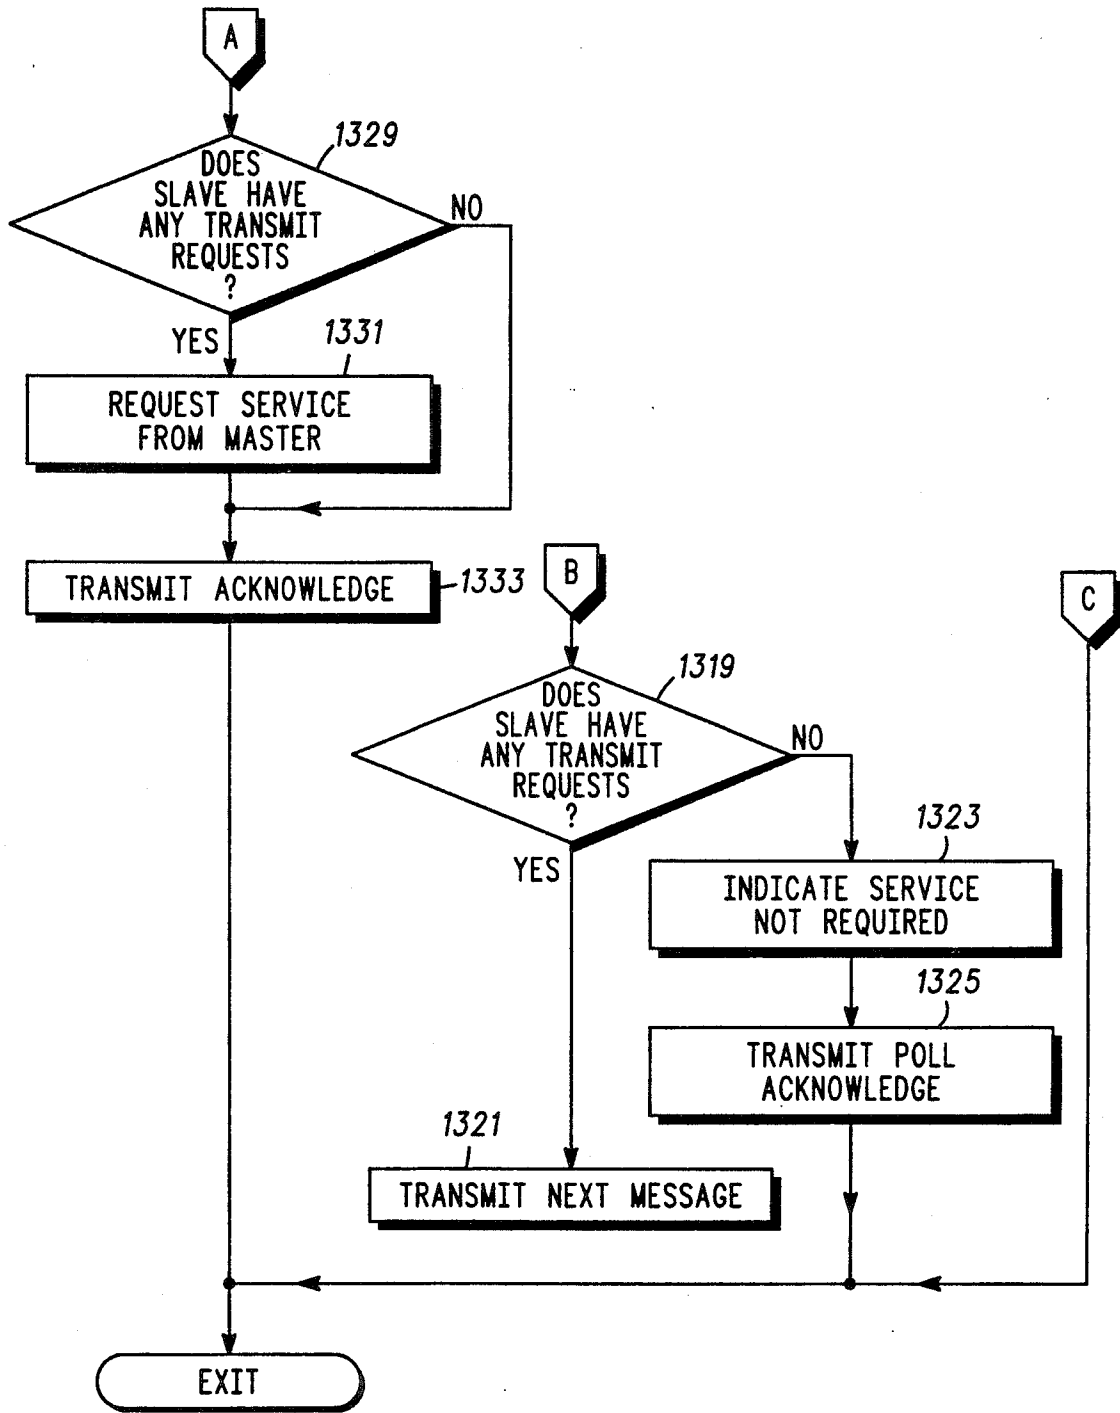 A
1329
DOES
SLAVE HAVE
ANY TRANSMIT
REQUESTS
?
NO
YES
1331
REQUEST SERVICE
FROM MASTER
TRANSMIT ACKNOWLEDGE
1333
B
C
1319
DOES
SLAVE HAVE
ANY TRANSMIT
REQUESTS
?
NO
YES
1323
INDICATE SERVICE
NOT REQUIRED
1325
TRANSMIT POLL
ACKNOWLEDGE
1321
TRANSMIT NEXT MESSAGE
EXIT